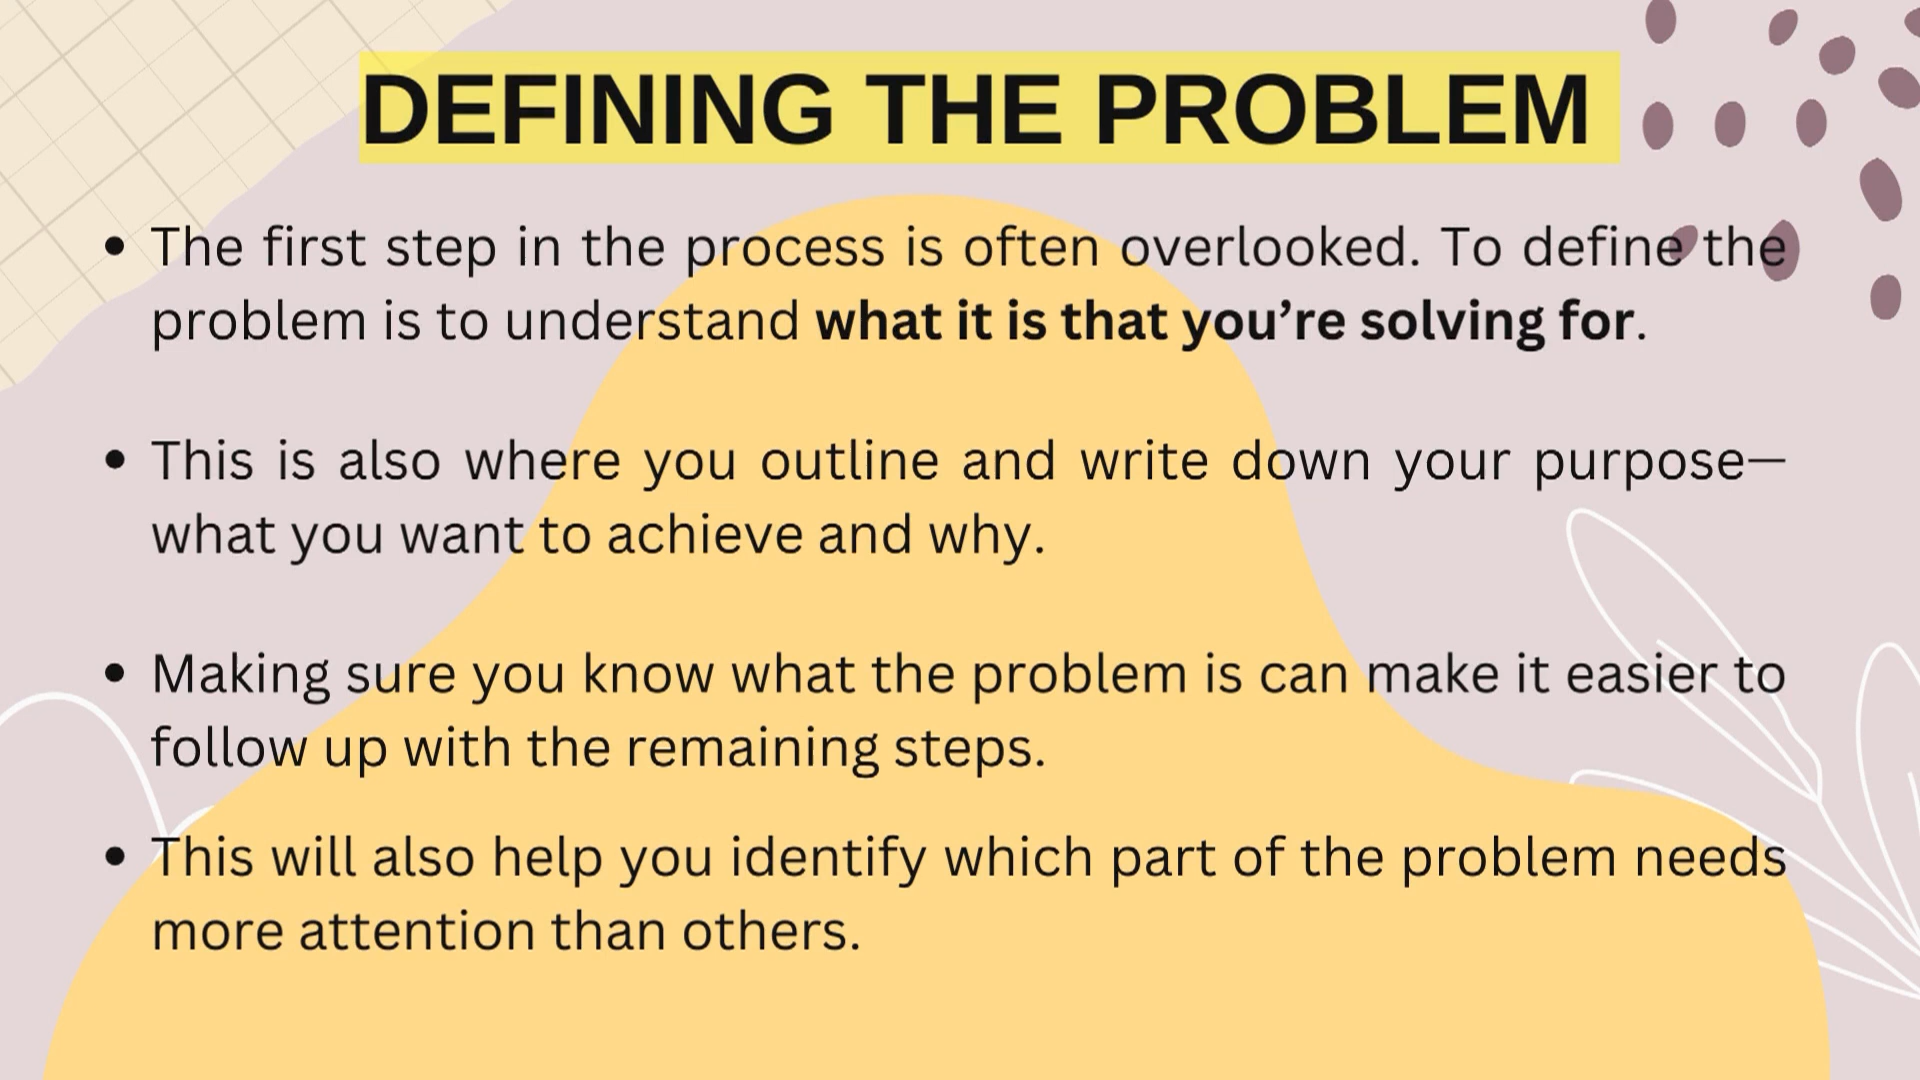 DEFINING THE PROBLEM
• The first step in the process is often overlooked. To define the
problem is to understand what it is that you’re solving for.
• This is also where you outline and write down your purpose—
what you want to achieve and why.
• Making sure you know what the problem is can make it easier to
follow up with the remaining steps.
• This will also help you identify which part of the problem needs
more attention than others.